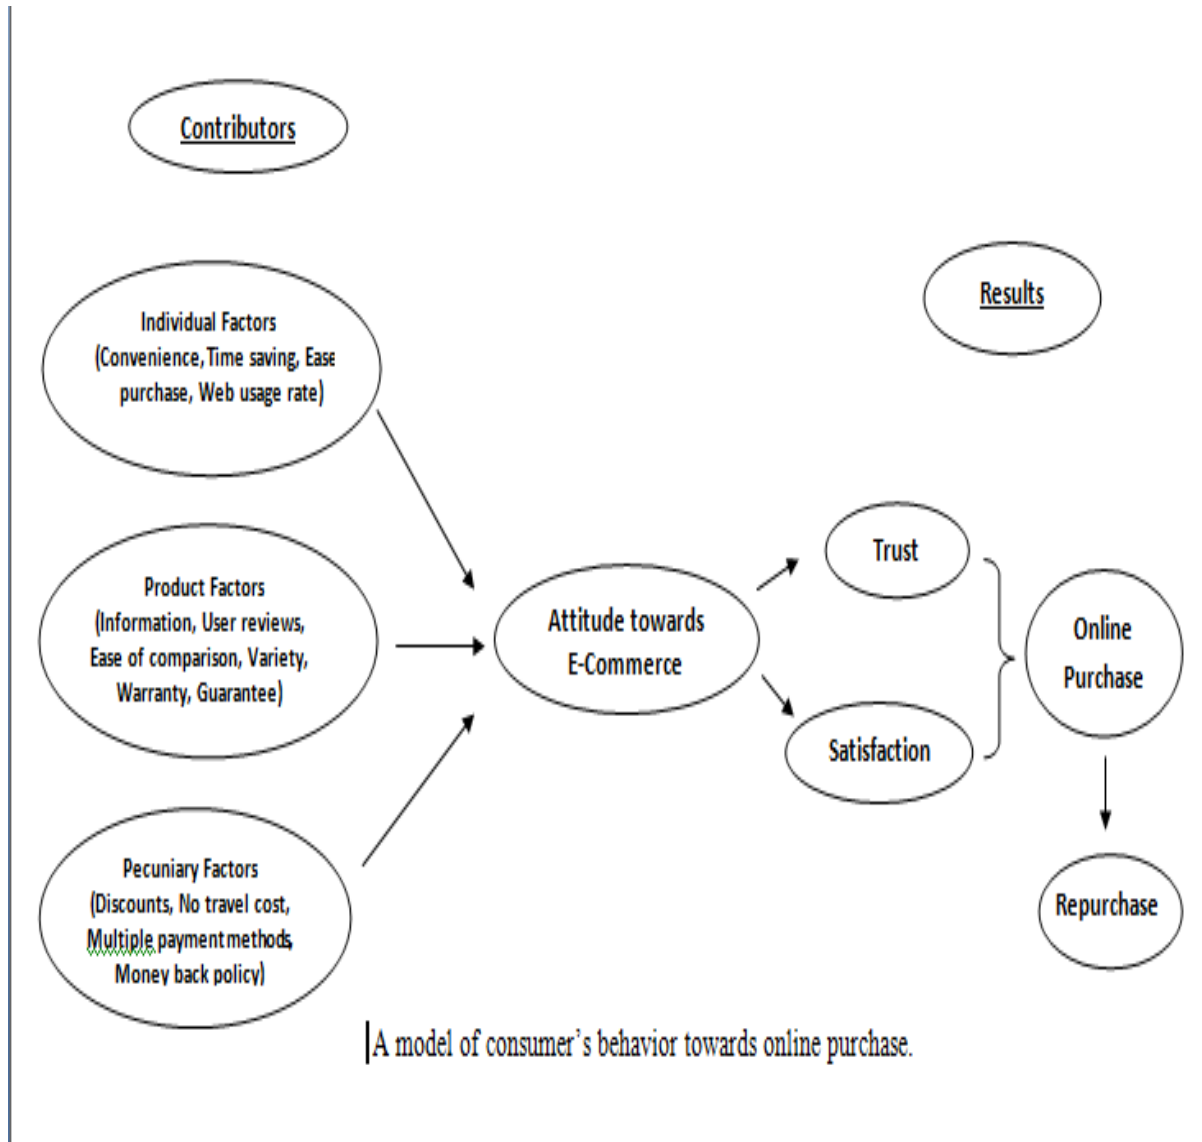 Contributors
Results
Individual Factors
(Convenience, Time saving, Ease
purchase, Web usage rate)
Product Factors
(Information, User reviews,
Ease of comparison, Variety,
Warranty, Guarantee)
Pecuniary Factors
(Discounts, No travel cost,
Multiple payment methods,
Money back policy)
Attitude towards
E-Commerce
Trust
Satisfaction
Online
Purchase
Repurchase
A model of consumer’s behavior towards online purchase.